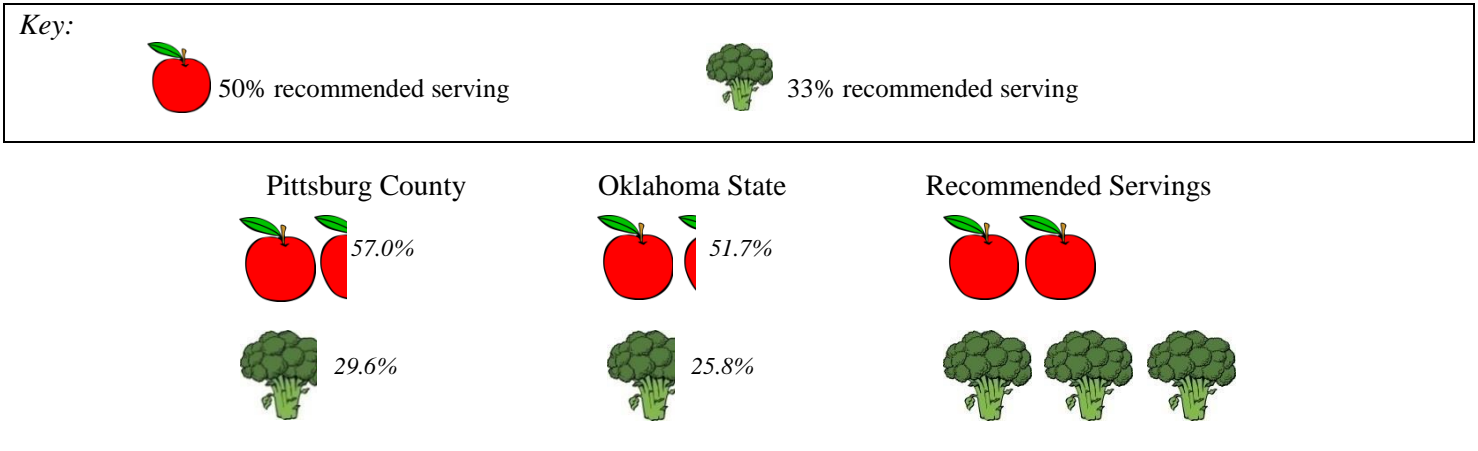 Key:
50% recommended serving 33% recommended serving
Pittsburg County Oklahoma State Recommended Servings
57.0% 51.7%
29.6% 25.8%